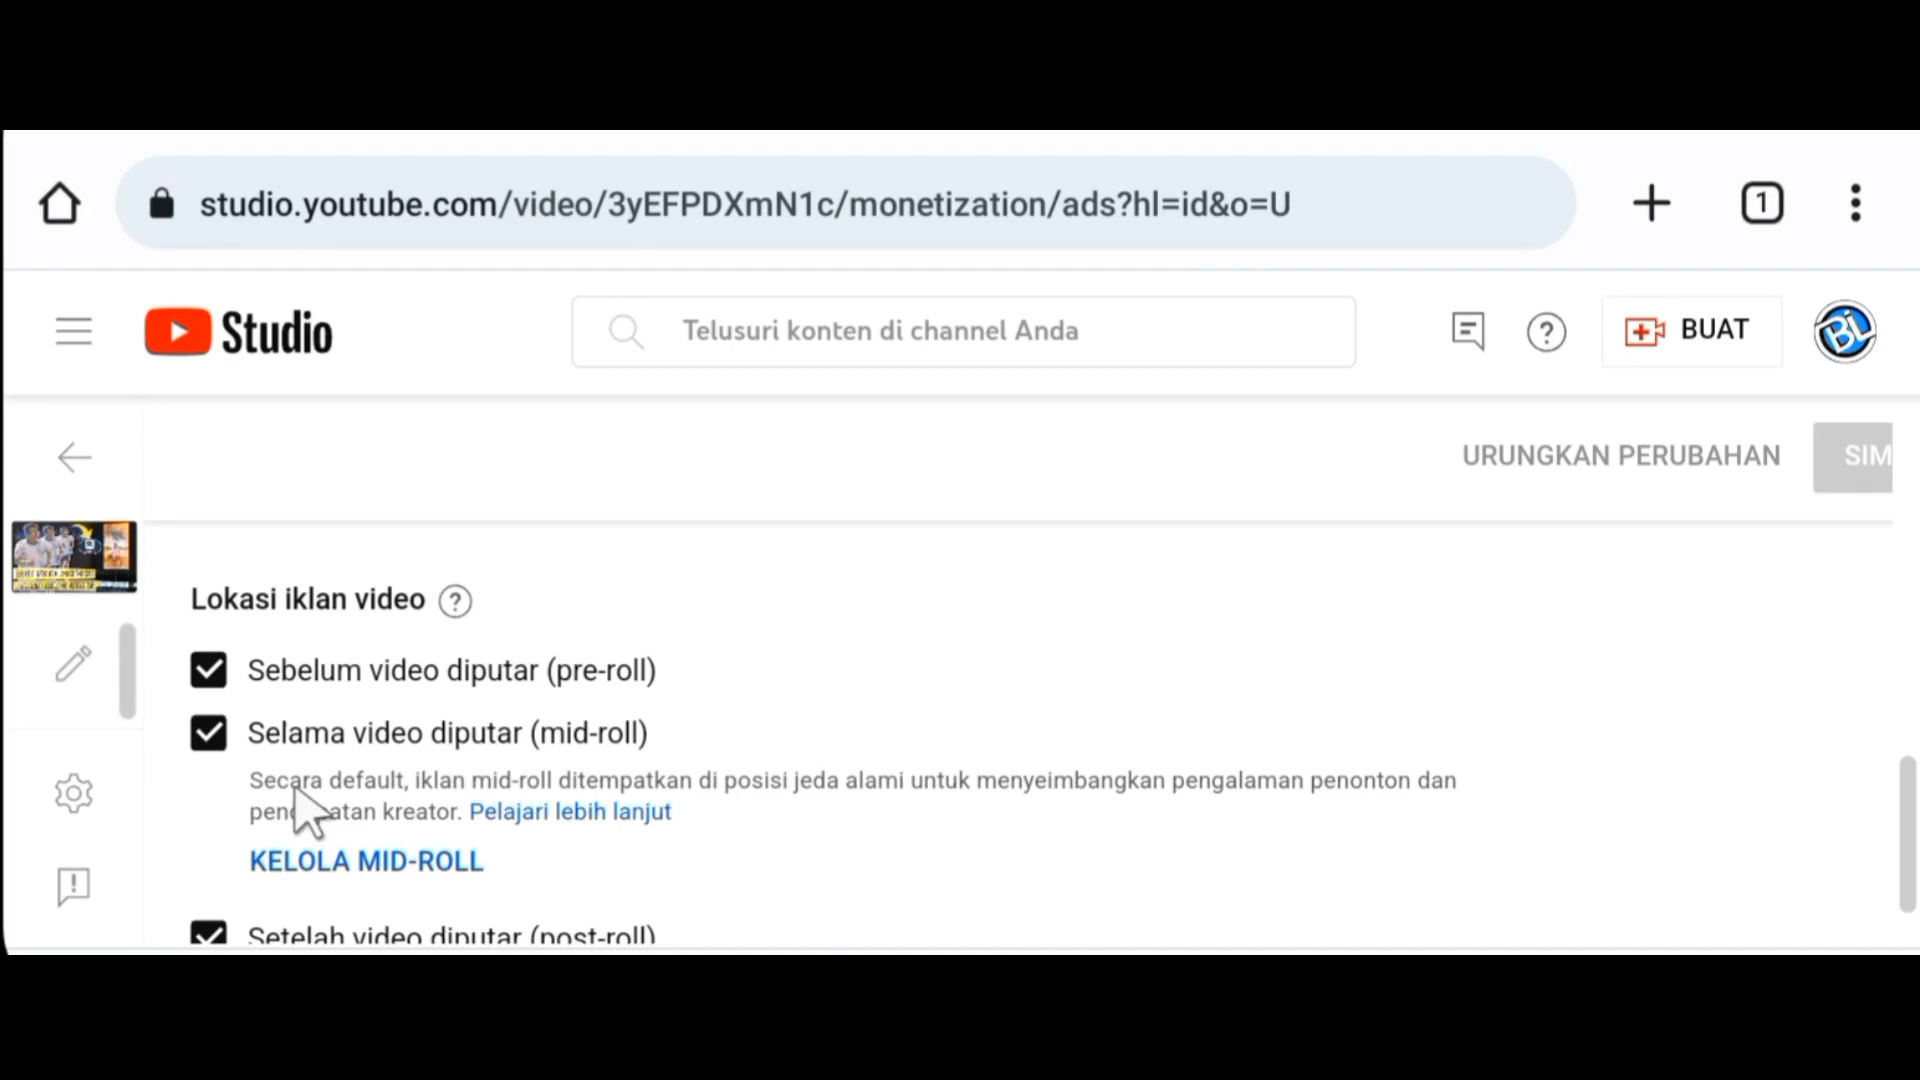 studio.youtube.com/video/3yEFPDXmN1c/monetization/ads?hl=id&o=U
1
Studio
Telusuri konten di channel Anda
BUAT
BL
URUNGKAN PERUBAHAN
SIM
Lokasi iklan video
Sebelum video diputar (pre-roll)
Selama video diputar (mid-roll)
Secara default, iklan mid-roll ditempatkan di posisi jeda alami untuk menyeimbangkan pengalaman penonton dan
kreator. Pelajari lebih lanjut
KELOLA MID-ROLL
Setelah video diputar (post-roll)